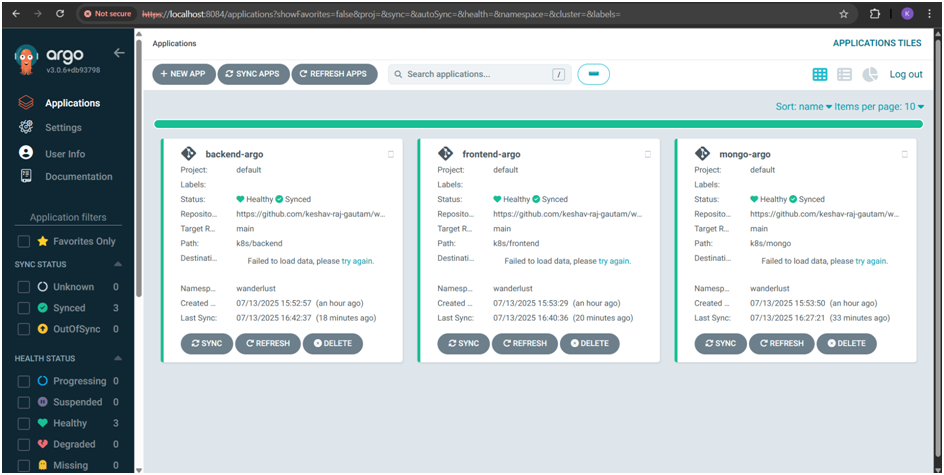 Not secure https://localhost:8084/applications?showFavorites=false&proj=&sync=&autoSync=&health=&namespace=&cluster=&labels= K
argo
v3.0.6+db93798
Applications
Settings
User Info
Documentation
Application filters
Favorites Only
SYNC STATUS
Unknown 0
Synced 3
OutOfSync 0
HEALTH STATUS
Progressing 0
Suspended 0
Healthy 3
Degraded 0
Missing 0
Applications APPLICATIONS TILES
+ NEW APP SYNC APPS REFRESH APPS Search applications... / Log out
Sort: name Items per page: 10
backend-argo
Project: default
Labels:
Status: Healthy Synced
Reposito... https://github.com/keshav-raj-gautam/w...
Target R... main
Path: k8s/backend
Destinati... Failed to load data, please try again.
Namesp... wanderlust
Created ... 07/13/2025 15:52:57 (an hour ago)
Last Sync: 07/13/2025 16:42:37 (18 minutes ago)
SYNC REFRESH DELETE
frontend-argo
Project: default
Labels:
Status: Healthy Synced
Reposito... https://github.com/keshav-raj-gautam/w...
Target R... main
Path: k8s/frontend
Destinati... Failed to load data, please try again.
Namesp... wanderlust
Created ... 07/13/2025 15:53:29 (an hour ago)
Last Sync: 07/13/2025 16:40:36 (20 minutes ago)
SYNC REFRESH DELETE
mongo-argo
Project: default
Labels:
Status: Healthy Synced
Reposito... https://github.com/keshav-raj-gautam/w...
Target R... main
Path: k8s/mongo
Destinati... Failed to load data, please try again.
Namesp... wanderlust
Created ... 07/13/2025 15:53:50 (an hour ago)
Last Sync: 07/13/2025 16:27:21 (33 minutes ago)
SYNC REFRESH DELETE